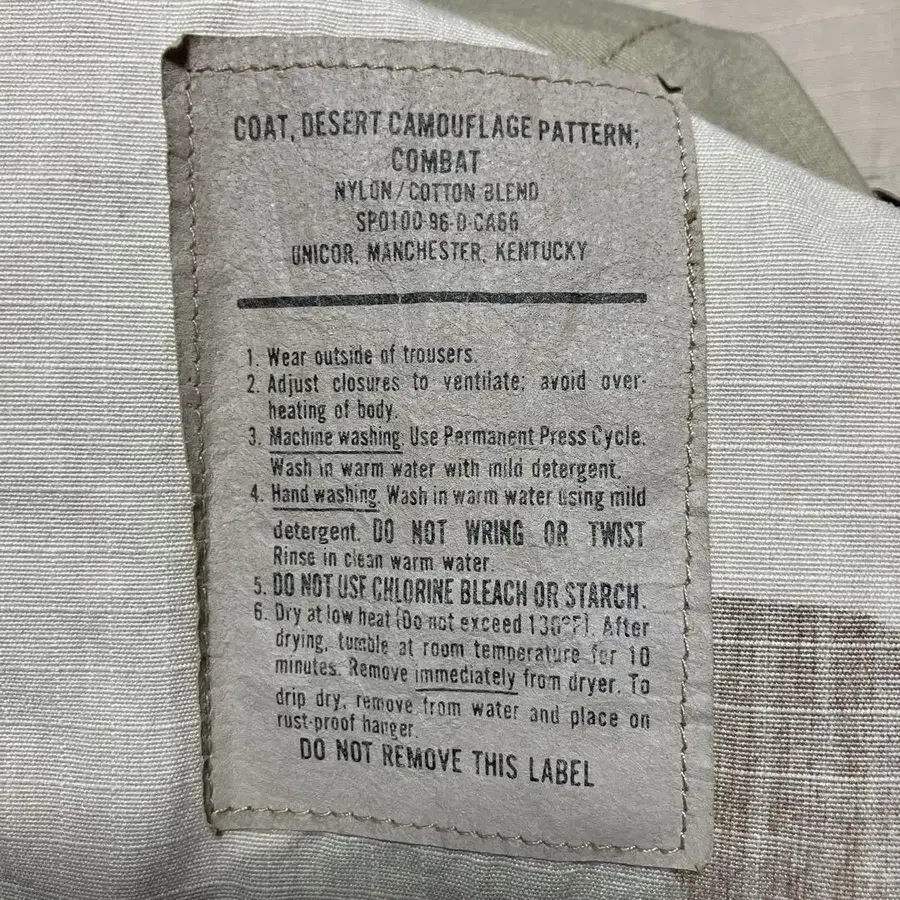 COAT, DESERT CAMOUFLAGE PATTERN;
COMBAT
NYLON/COTTON BLEND
SPO100-96-D-CA66
UNICOR, MANCHESTER, KENTUCKY
1. Wear outside of trousers.
2. Adjust closures to ventilate; avoid over-
heating of body.
3. Machine washing. Use Permanent Press Cycle.
Wash in warm water with mild detergent.
4. Hand washing. Wash in warm water using mild
detergent. DO NOT WRING OR TWIST
Rinse in clean warm water.
5. DO NOT USE CHLORINE BLEACH OR STARCH.
6. Dry at low heat (Do not exceed 130°F). After
drying, tumble at room temperature for 10
minutes. Remove immediately from dryer. To
drip dry, remove from water and place on
rust-proof hanger.
DO NOT REMOVE THIS LABEL